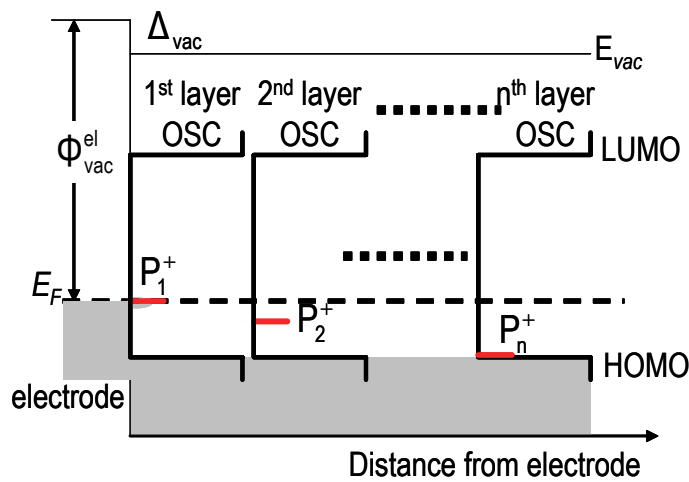 Δvac
Evac
1st layer
OSC
2nd layer
OSC
nth layer
OSC
LUMO
Φelvac
EF
P1+
P2+
Pn+
HOMO
electrode
Distance from electrode